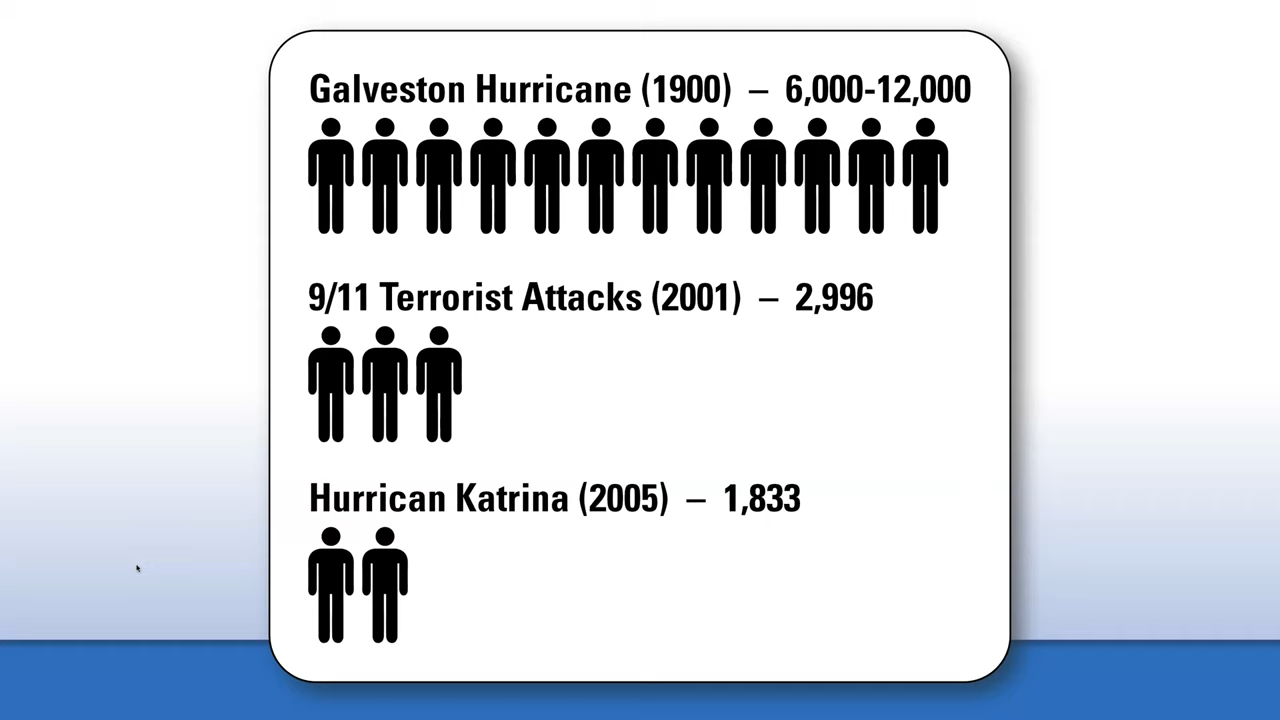 Galveston Hurricane (1900) – 6,000-12,000
9/11 Terrorist Attacks (2001) – 2,996
Hurrican Katrina (2005) – 1,833